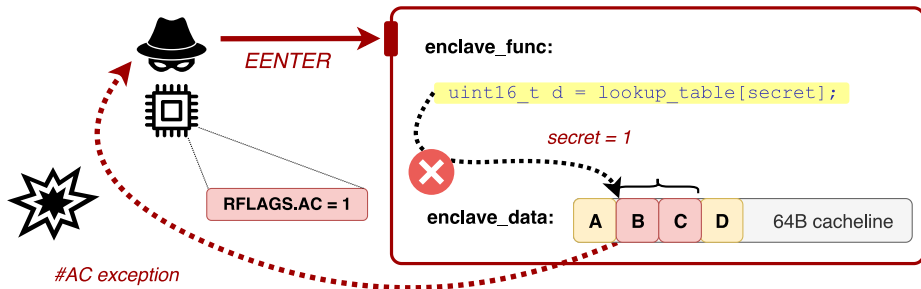 EENTER
enclave_func:
uint16_t d = lookup_table[secret];
secret = 1
RFLAGS.AC = 1
enclave_data:
A B C D 64B cacheline
#AC exception